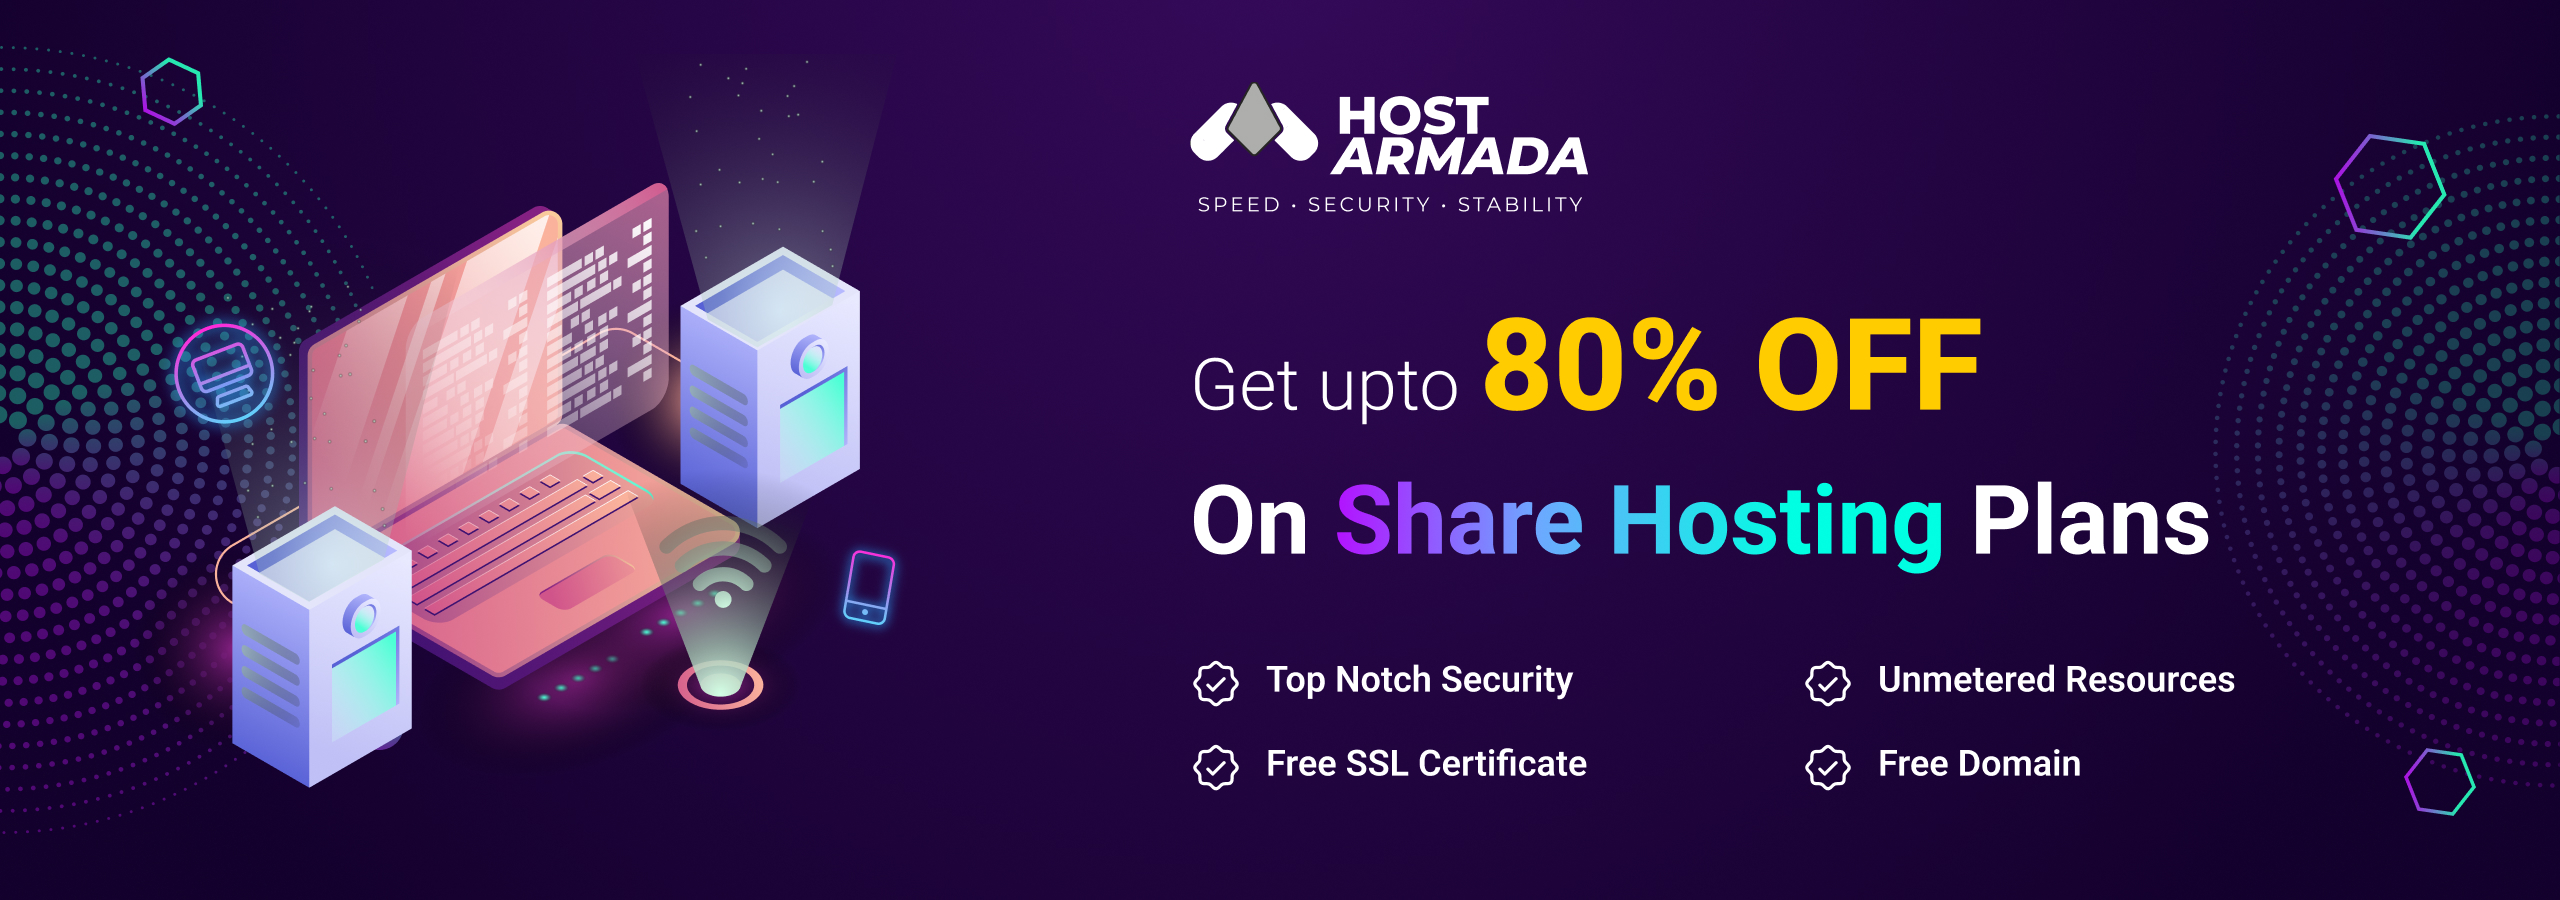 HOST
ARMADA
SPEED · SECURITY · STABILITY
Get upto 80% OFF
On Share Hosting Plans
Top Notch Security
Unmetered Resources
Free SSL Certificate
Free Domain